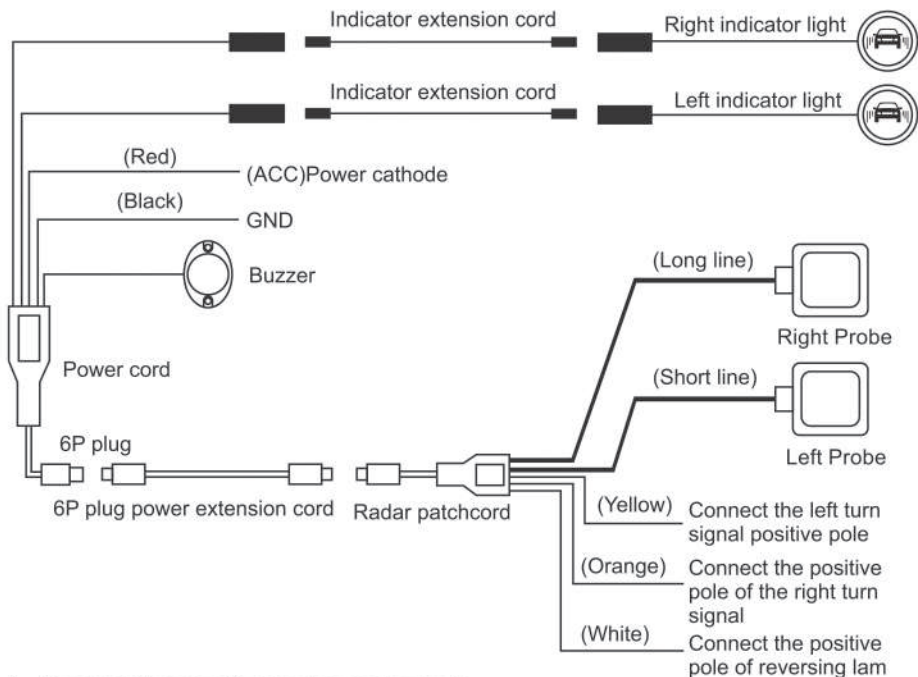 Indicator extension cord
Right indicator light
Indicator extension cord
Left indicator light
(Red)
(ACC)Power cathode
(Black)
GND
Buzzer
(Long line)
Right Probe
Power cord
(Short line)
Left Probe
6P plug
6P plug power extension cord
Radar patchcord
(Yellow)
Connect the left turn
signal positive pole
(Orange)
Connect the positive
pole of the right turn
signal
(White)
Connect the positive
pole of reversing lam